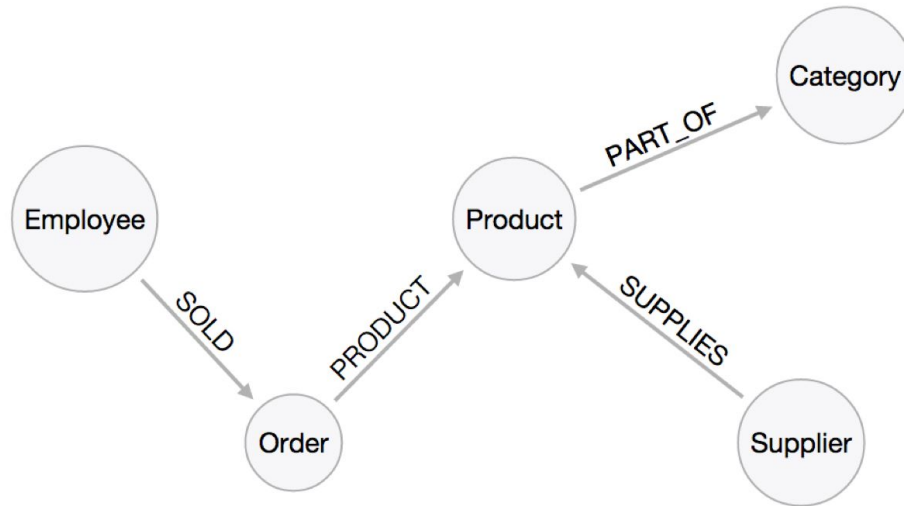 Category
PART_OF
Employee
Product
SOLD
PRODUCT
SUPPLIES
Order
Supplier